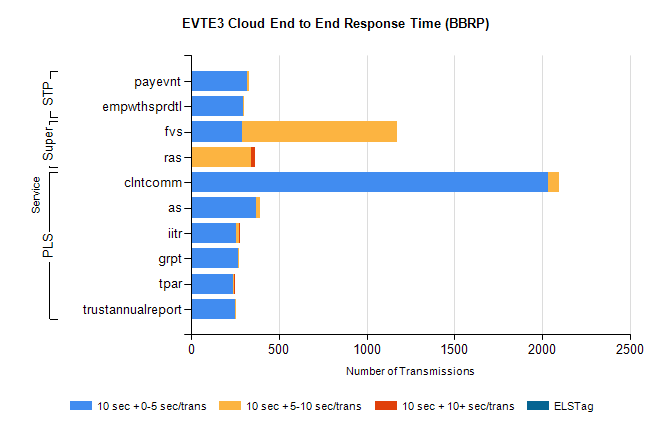 EVTE3 Cloud End to End Response Time (BBRP)
Service
STP
payevnt
empwthsprdtl
Super
fvs
ras
PLS
clntcomm
as
iitr
grpt
tpar
trustannualreport
0 500 1000 1500 2000 2500
Number of Transmissions
10 sec +0-5 sec/trans 10 sec +5-10 sec/trans 10 sec + 10+ sec/trans ELSTag